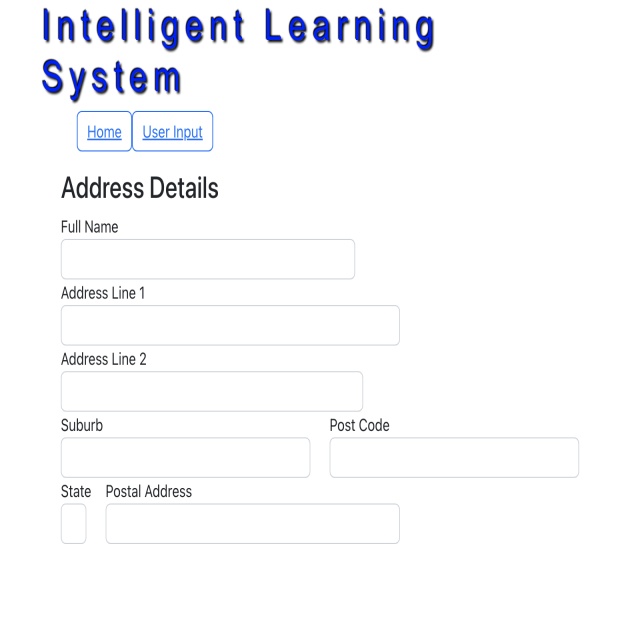 Intelligent Learning
System
Home User Input
Address Details
Full Name
Address Line 1
Address Line 2
Suburb Post Code
State Postal Address